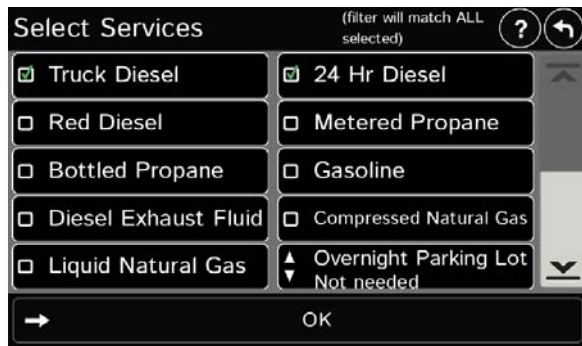 Select Services
(filter will match ALL
selected)
?
Truck Diesel
24 Hr Diesel
Red Diesel
Metered Propane
Bottled Propane
Gasoline
Diesel Exhaust Fluid
Compressed Natural Gas
Liquid Natural Gas
Overnight Parking Lot
Not needed
OK